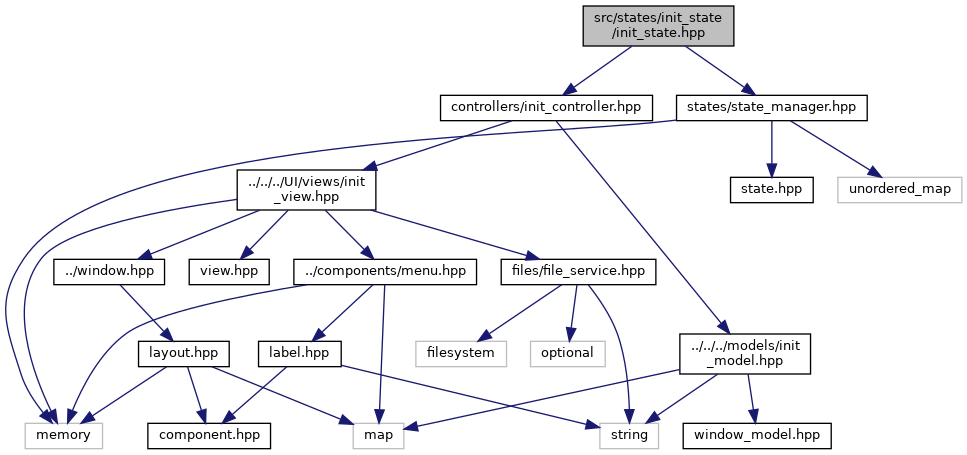 src/states/init_state
/init_state.hpp
controllers/init_controller.hpp
states/state_manager.hpp
../../../UI/views/init
_view.hpp
state.hpp
unordered_map
../window.hpp
view.hpp
../components/menu.hpp
files/file_service.hpp
layout.hpp
label.hpp
filesystem
optional
../../../models/init
_model.hpp
memory
component.hpp
map
string
window_model.hpp